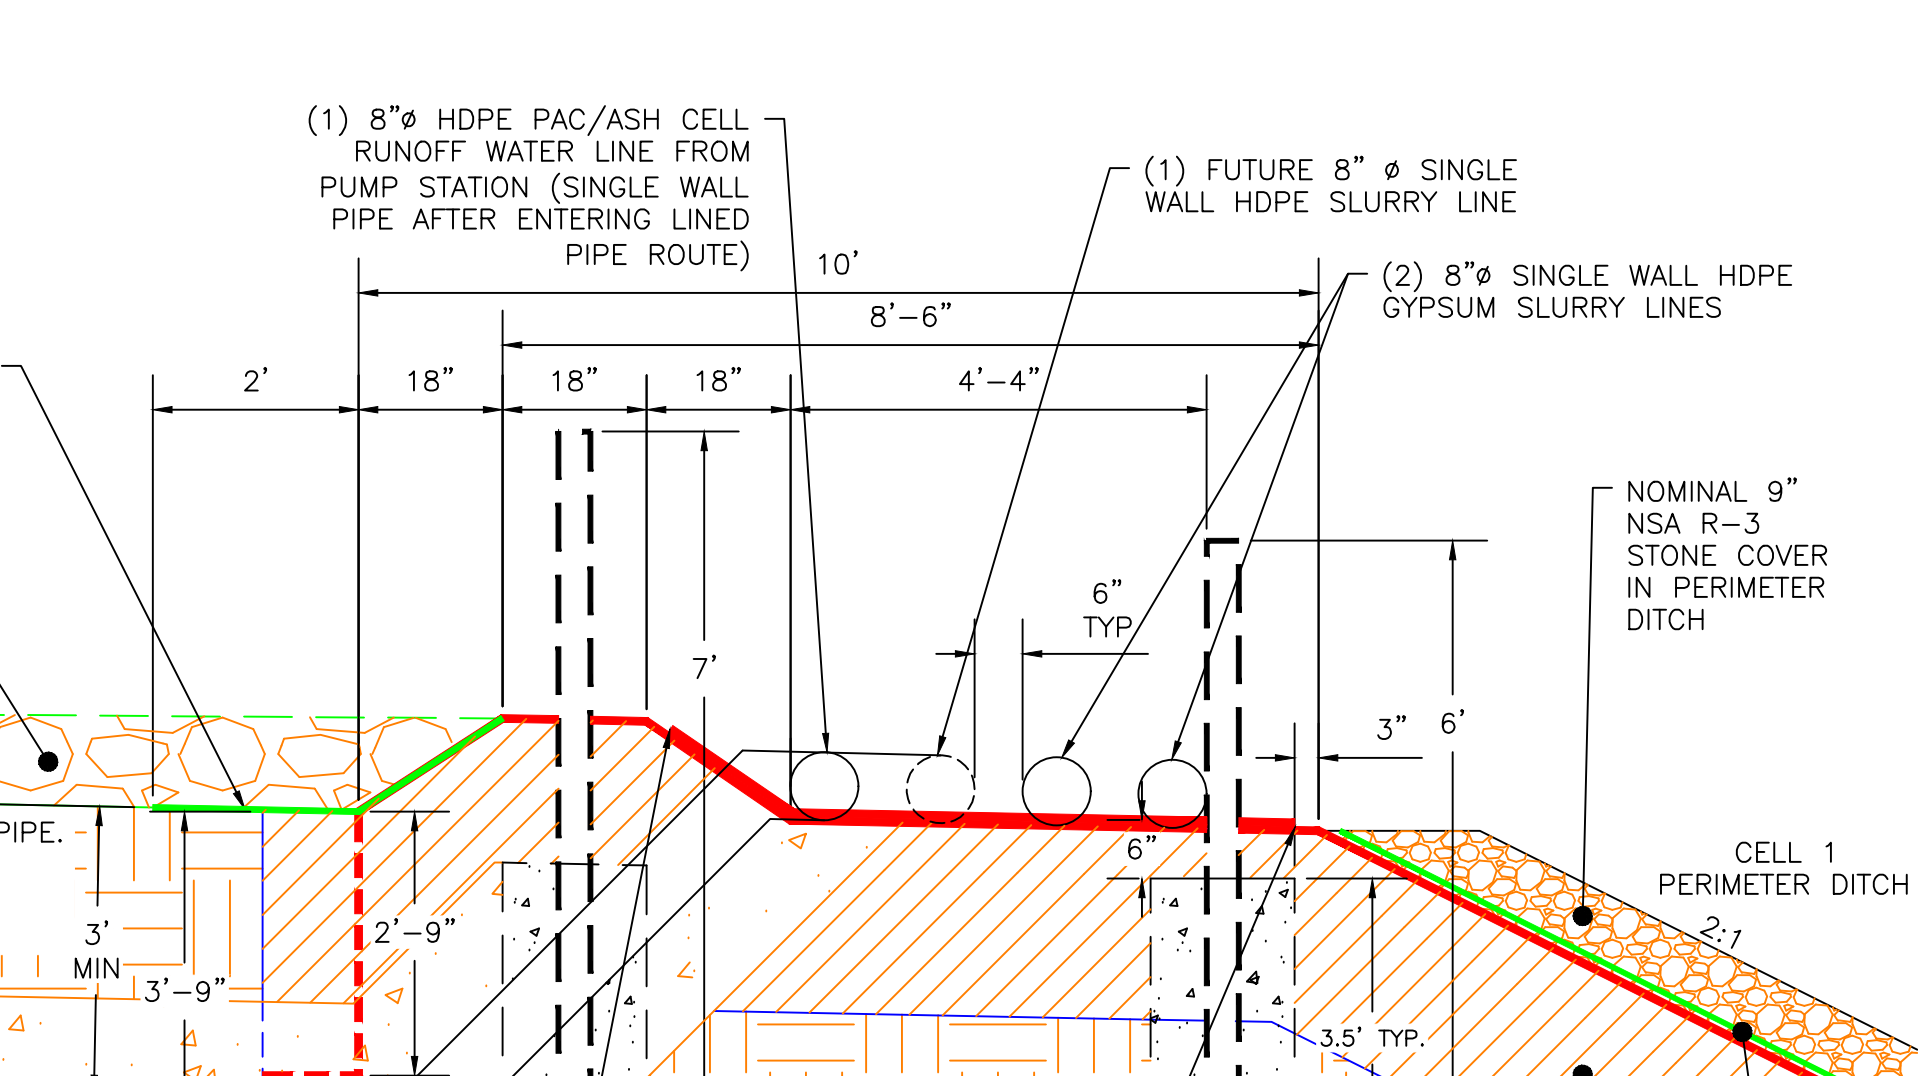 (1) 8"ø HDPE PAC/ASH CELL
RUNOFF WATER LINE FROM
PUMP STATION (SINGLE WALL
PIPE AFTER ENTERING LINED
PIPE ROUTE)
(1) FUTURE 8" ø SINGLE
WALL HDPE SLURRY LINE
(2) 8"ø SINGLE WALL HDPE
GYPSUM SLURRY LINES
10'
8'-6"
2'
18"
18"
18"
4'-4"
NOMINAL 9"
NSA R-3
STONE COVER
IN PERIMETER
DITCH
6"
TYP
7'
3"
6'
PIPE.
6"
CELL 1
PERIMETER DITCH
2:1
3'
MIN
2'-9"
3'-9"
3.5' TYP.